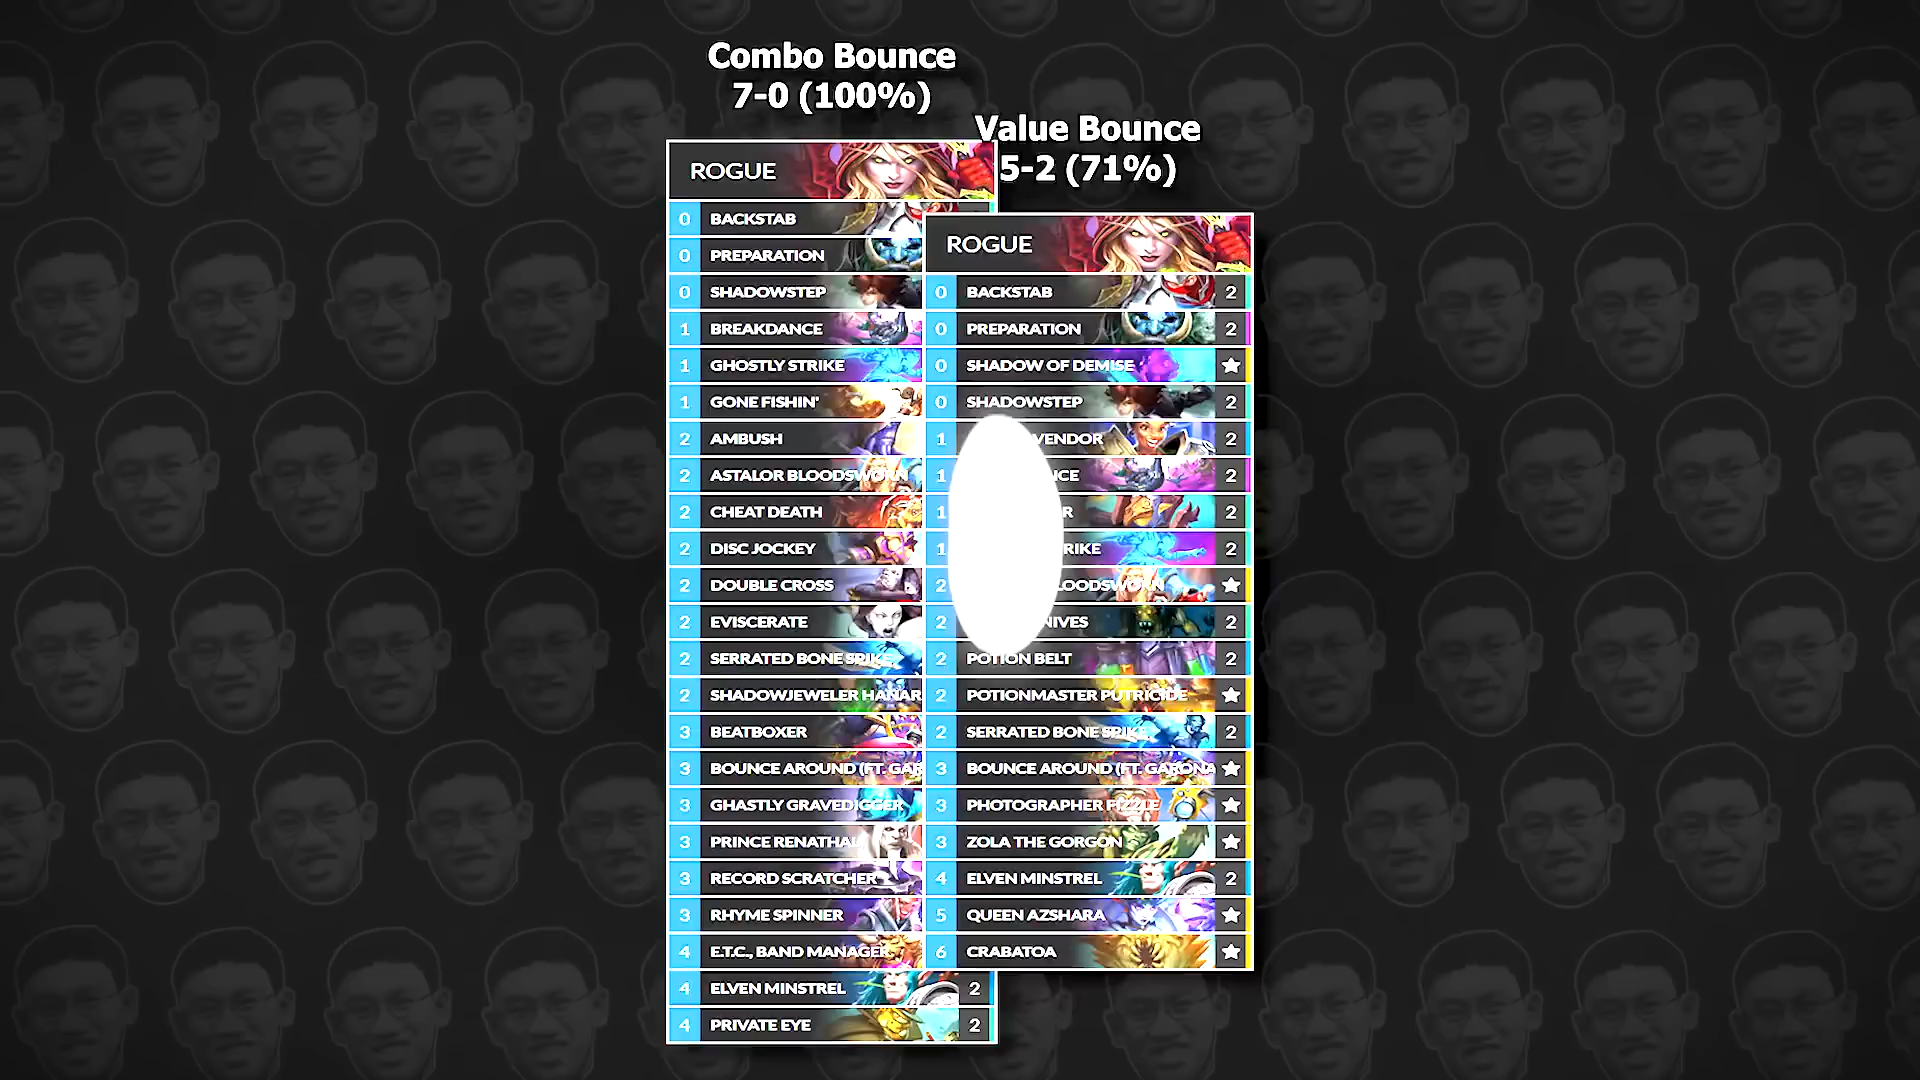 Combo Bounce
7-0 (100%)
ROGUE
0 BACKSTAB
0 PREPARATION
0 SHADOWSTEP
1 BREAKDANCE
1 GHOSTLY STRIKE
1 GONE FISHIN'
2 AMBUSH
2 ASTALOR BLOODSWORN
2 CHEAT DEATH
2 DISC JOCKEY
2 DOUBLE CROSS
2 EVISCERATE
2 SERRATED BONE SPIKE
2 SHADOWJEWELER HANAR
3 BEATBOXER
3 BOUNCE AROUND (FT. GAR
3 GHASTLY GRAVEDIGGER
3 PRINCE RENATHAL
3 RECORD SCRATCHER
3 RHYME SPINNER
4 E.T.C., BAND MANAGER
4 ELVEN MINSTREL 2
4 PRIVATE EYE 2
Value Bounce
5-2 (71%)
ROGUE
0 BACKSTAB 2
0 PREPARATION 2
0 SHADOW OF DEMISE ★
0 SHADOWSTEP 2
1 VENDOR 2
1 NCE 2
1 R 2
1 RIKE 2
2 LOODSWORN ★
2 NIVES 2
2 POTION BELT 2
2 POTIONMASTER PUTRICIDE ★
2 SERRATED BONE SPIKE 2
3 BOUNCE AROUND (FT. GARONA ★
3 PHOTOGRAPHER FIZZLE ★
3 ZOLA THE GORGON ★
4 ELVEN MINSTREL 2
5 QUEEN AZSHARA ★
6 CRABATOA ★